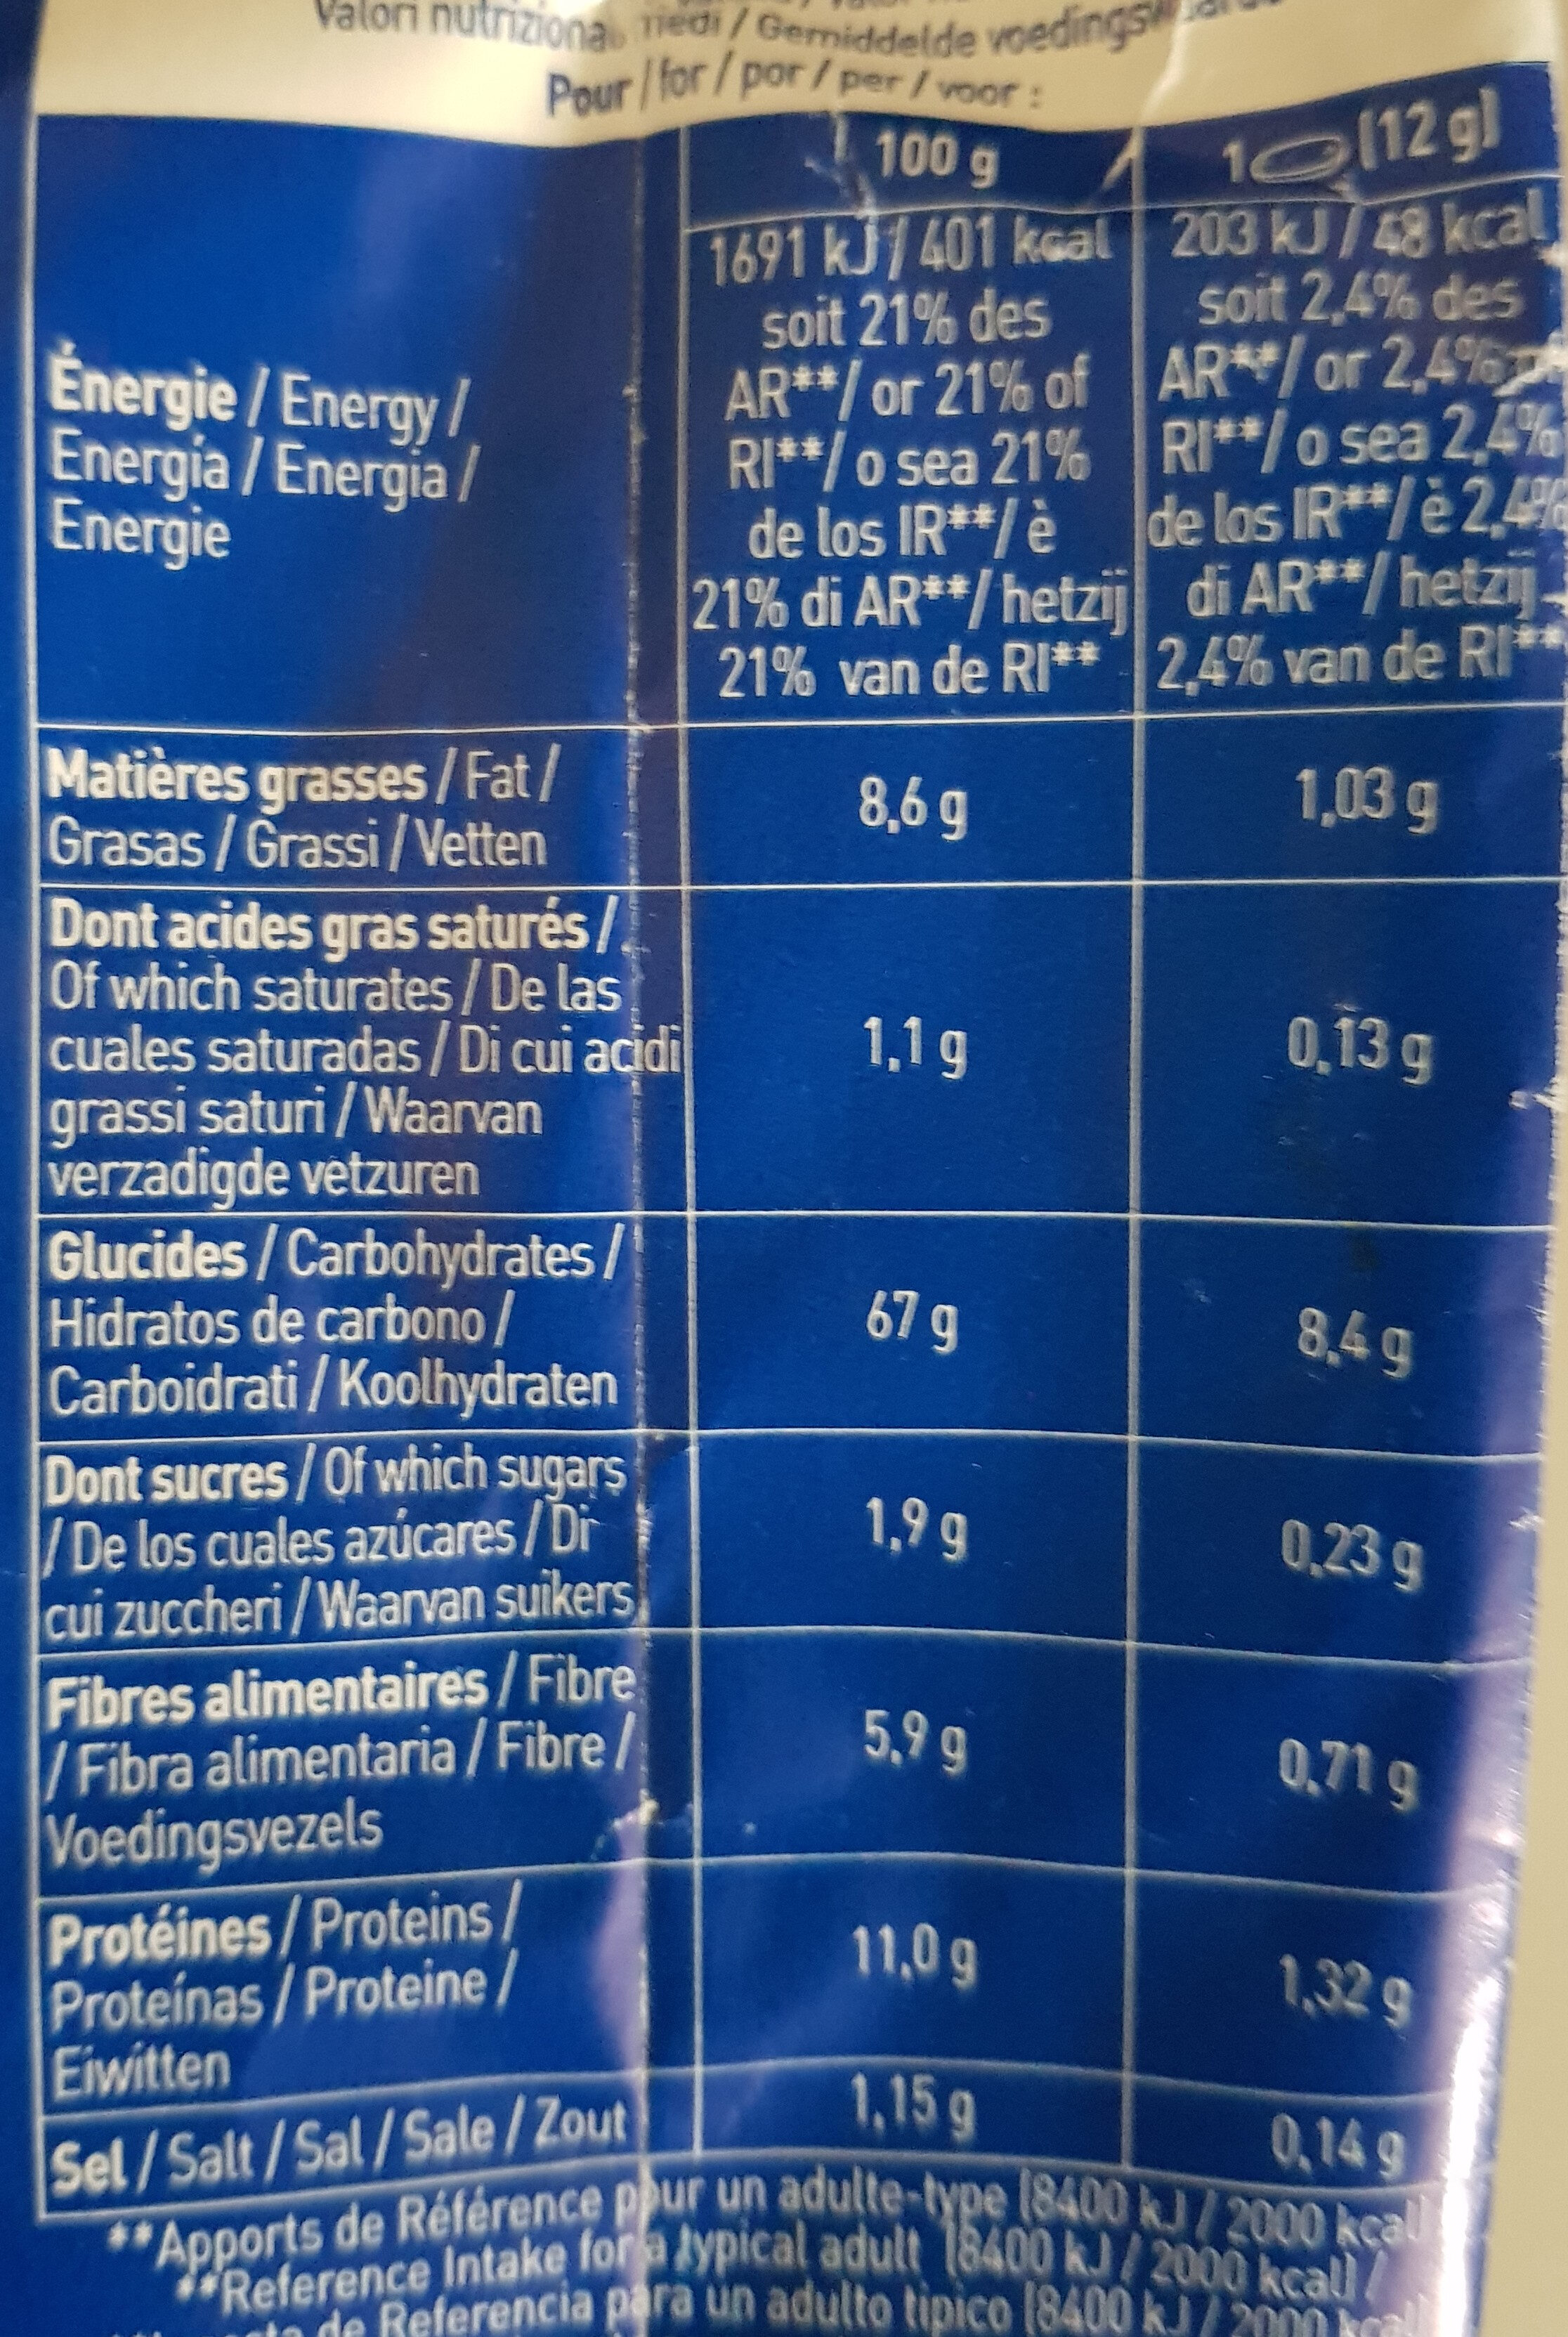 Valori nutrizional / Gemiddelde
Pour / for / por / per / voor :
100 g
1 (12 g)
Énergie / Energy /
Energía / Energia /
Energie
1691 kJ / 401 kcal
soit 21% des
AR**/ or 21% of
RI**/ o sea 21%
de los IR**/ è
21% di AR**/ hetzij
21% van de RI**
203 kJ / 48 kcal
soit 2,4% des
AR**/ or 2,4%
RI**/ o sea 2,4%
de los IR**/ è 2,4%
di AR**/ hetzij
2,4% van de RI**
Matières grasses / Fat /
Grasas / Grassi / Vetten
8,6 g
1,03 g
Dont acides gras saturés /
Of which saturates / De las
cuales saturadas / Di cui acidi
grassi saturi / Waarvan
verzadigde vetzuren
1,1 g
0,13 g
Glucides / Carbohydrates /
Hidratos de carbono /
Carboidrati / Koolhydraten
67 g
8,4 g
Dont sucres / Of which sugars
/ De los cuales azúcares / Di
cui zuccheri / Waarvan suikers
1,9 g
0,23 g
Fibres alimentaires / Fibre
/ Fibra alimentaria / Fibre /
Voedingsvezels
5,9 g
0,71 g
Protéines / Proteins /
Proteínas / Proteine /
Eiwitten
11,0 g
1,32 g
Sel / Salt / Sal / Sale / Zout
1,15 g
0,14 g
**Apports de Référence pour un adulte-type (8400 kJ / 2000 kcal)
**Reference Intake for a typical adult (8400 kJ / 2000 kcal) /
de Referencia para un adulto típico (8400 kJ / 2000 kcal)